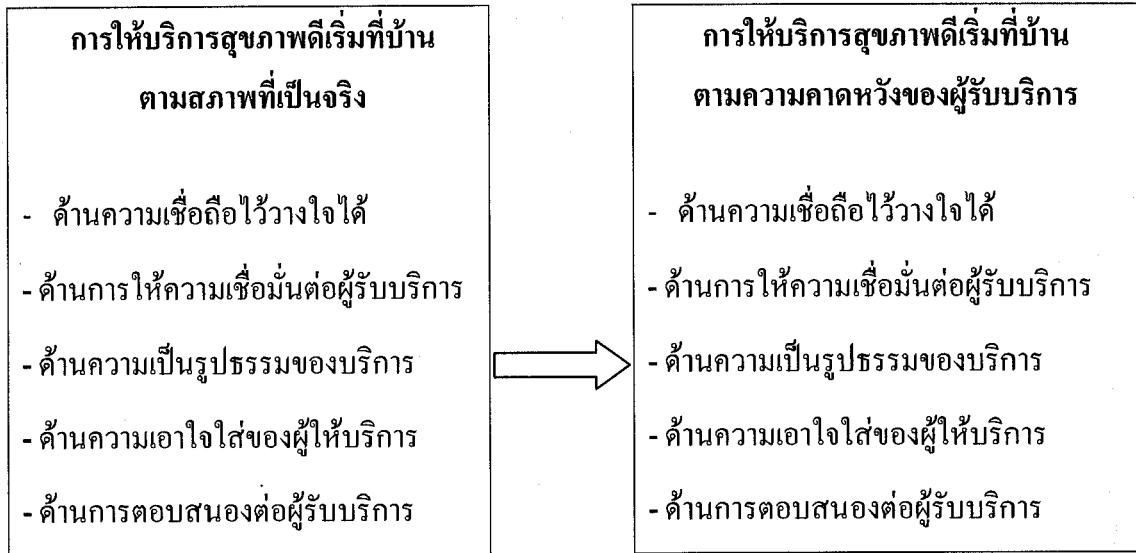 การให้บริการสุขภาพดีเริ่มที่บ้าน
ตามสภาพที่เป็นจริง
- ด้านความเชื่อถือไว้วางใจได้
- ด้านการให้ความเชื่อมั่นต่อผู้รับบริการ
- ด้านความเป็นรูปธรรมของบริการ
- ด้านความเอาใจใส่ของผู้ให้บริการ
- ด้านการตอบสนองต่อผู้รับบริการ
การให้บริการสุขภาพดีเริ่มที่บ้าน
ตามความคาดหวังของผู้รับบริการ
- ด้านความเชื่อถือไว้วางใจได้
- ด้านการให้ความเชื่อมั่นต่อผู้รับบริการ
- ด้านความเป็นรูปธรรมของบริการ
- ด้านความเอาใจใส่ของผู้ให้บริการ
- ด้านการตอบสนองต่อผู้รับบริการ